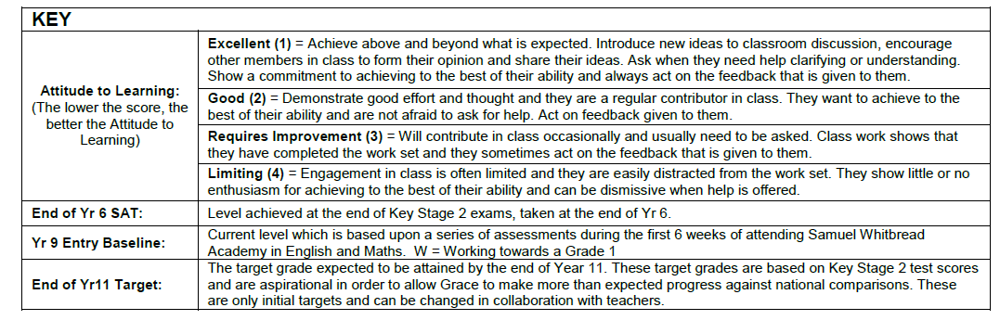 KEY
Attitude to Learning:
(The lower the score, the
better the Attitude to
Learning)
Excellent (1) = Achieve above and beyond what is expected. Introduce new ideas to classroom discussion, encourage
other members in class to form their opinion and share their ideas. Ask when they need help clarifying or understanding.
Show a commitment to achieving to the best of their ability and always act on the feedback that is given to them.
Good (2) = Demonstrate good effort and thought and they are a regular contributor in class. They want to achieve to the
best of their ability and are not afraid to ask for help. Act on feedback given to them.
Requires Improvement (3) = Will contribute in class occasionally and usually need to be asked. Class work shows that
they have completed the work set and they sometimes act on the feedback that is given to them.
Limiting (4) = Engagement in class is often limited and they are easily distracted from the work set. They show little or no
enthusiasm for achieving to the best of their ability and can be dismissive when help is offered.
End of Yr 6 SAT:
Level achieved at the end of Key Stage 2 exams, taken at the end of Yr 6.
Yr 9 Entry Baseline:
Current level which is based upon a series of assessments during the first 6 weeks of attending Samuel Whitbread
Academy in English and Maths. W = Working towards a Grade 1
End of Yr11 Target:
The target grade expected to be attained by the end of Year 11. These target grades are based on Key Stage 2 test scores
and are aspirational in order to allow Grace to make more than expected progress against national comparisons. These
are only initial targets and can be changed in collaboration with teachers.